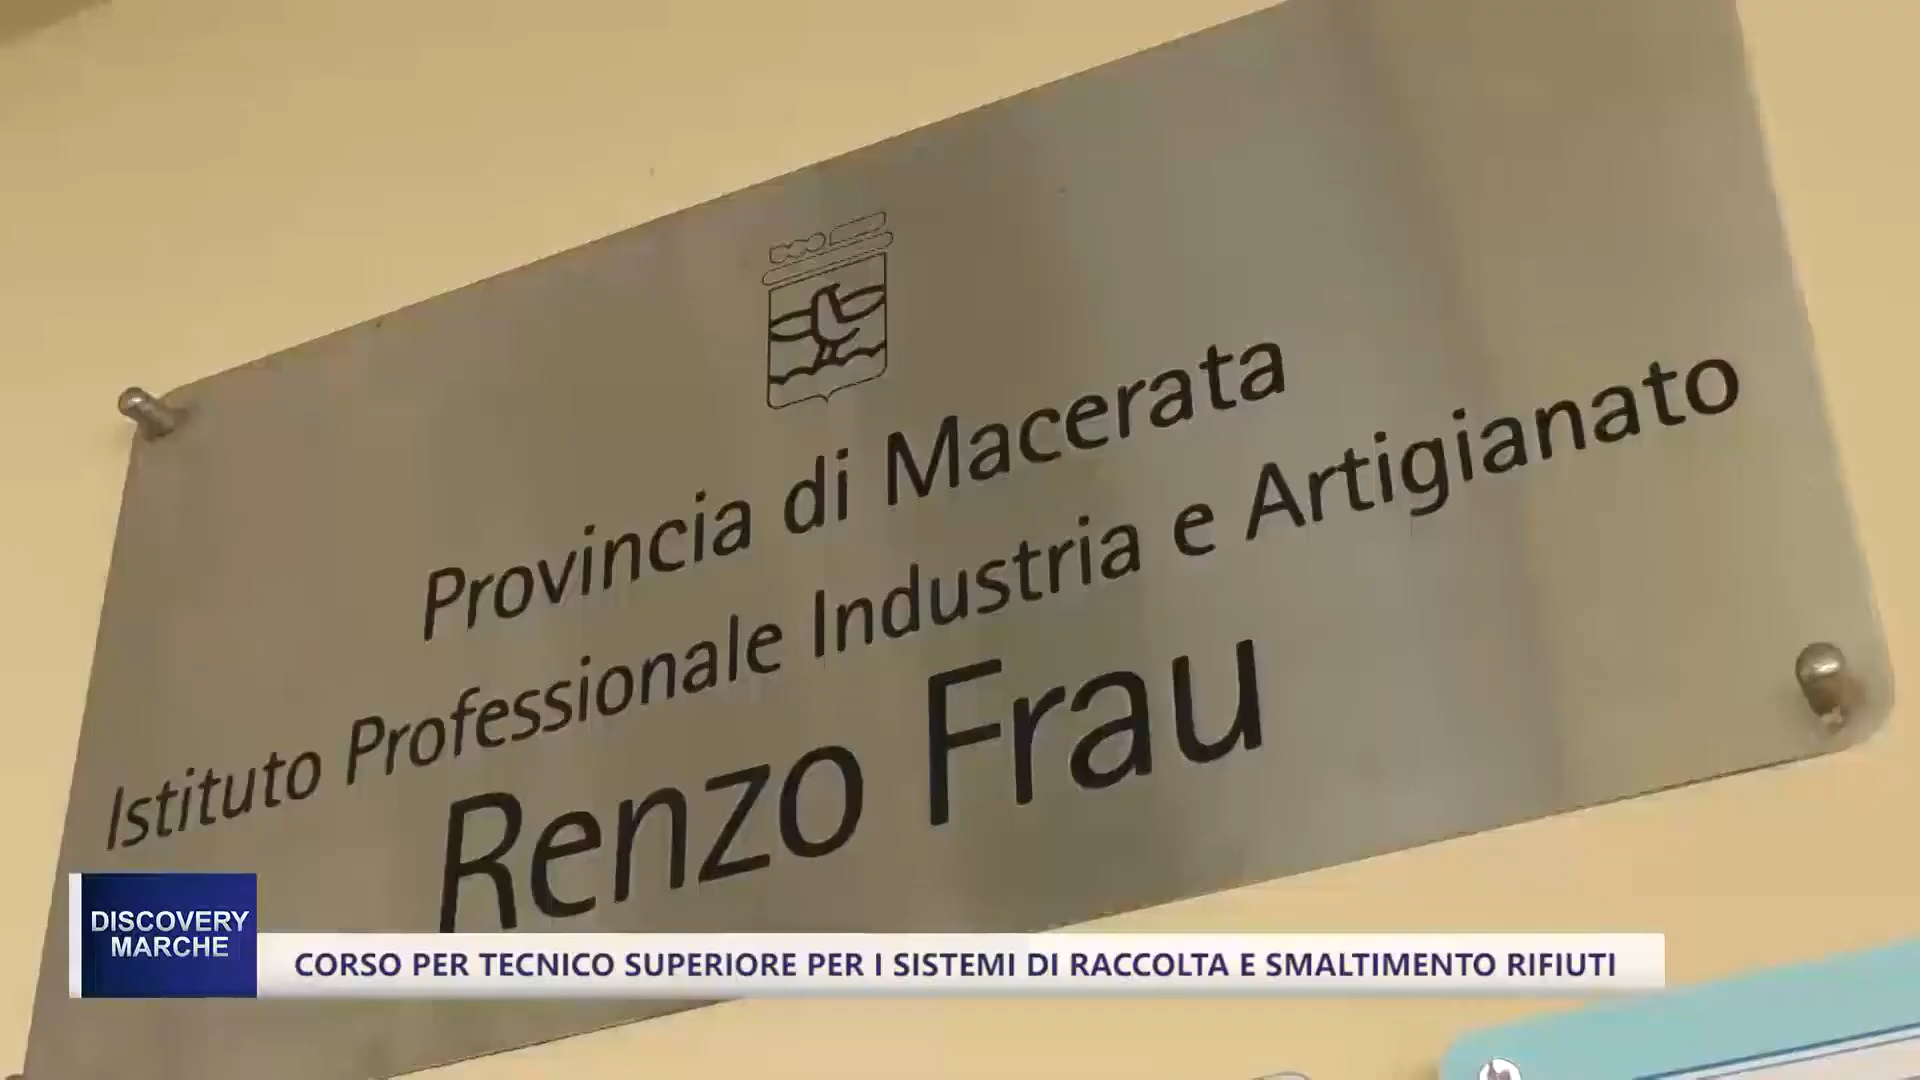 Provincia di Macerata
Istituto Professionale Industria e Artigianato
Renzo Frau
DISCOVERY
MARCHE
CORSO PER TECNICO SUPERIORE PER I SISTEMI DI RACCOLTA E SMALTIMENTO RIFIUTI